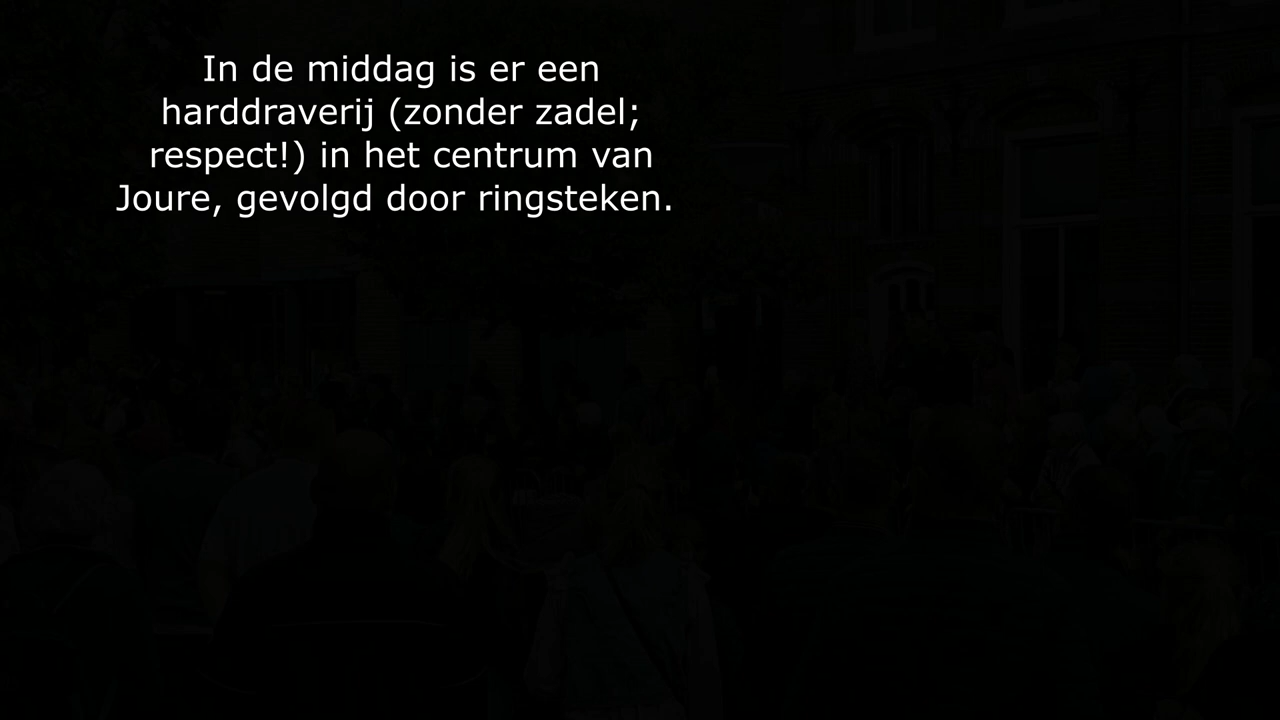 In de middag is er een
harddraverij (zonder zadel;
respect!) in het centrum van
Joure, gevolgd door ringsteken.